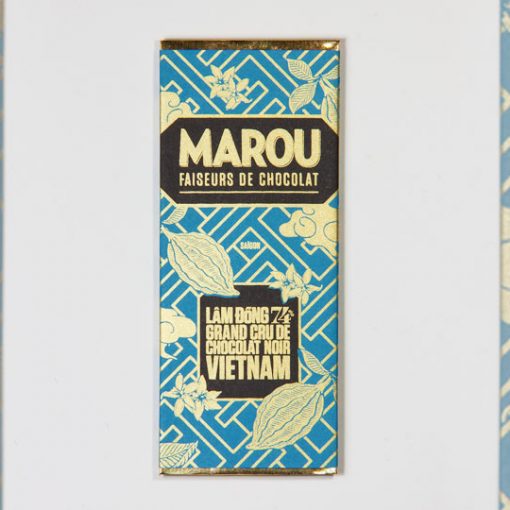 MAROU
FAISEURS DE CHOCOLAT
SAIGON
LÂM ĐỒNG 74%
GRAND CRU DE
CHOCOLAT NOIR
VIETNAM